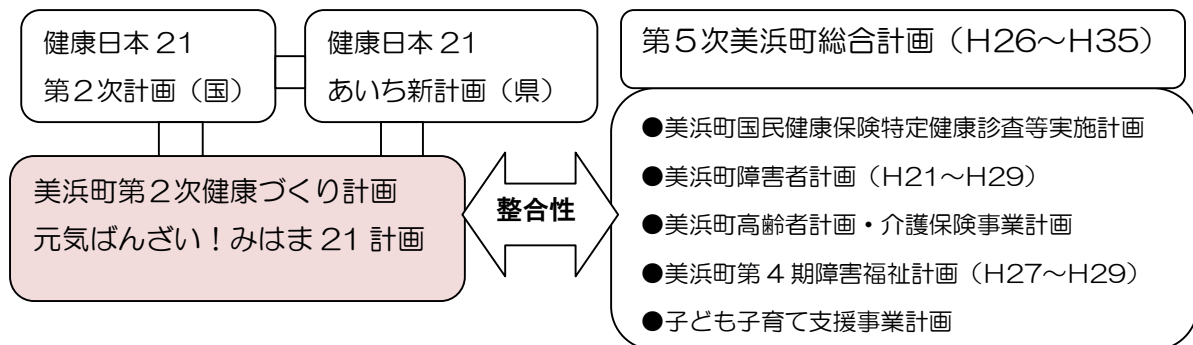 健康日本21
第2次計画（国）
健康日本21
あいち新計画（県）
美浜町第2次健康づくり計画
元気ばんざい！みはま21計画
整合性
第5次美浜町総合計画（H26～H35）
●美浜町国民健康保険特定健康診査等実施計画
●美浜町障害者計画（H21～H29）
●美浜町高齢者計画・介護保険事業計画
●美浜町第4期障害福祉計画（H27～H29）
●子ども子育て支援事業計画